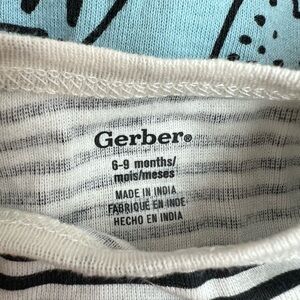 Gerber®
6-9 months/
mois/meses
MADE IN INDIA
FABRIQUÉ EN INDE
HECHO EN INDIA